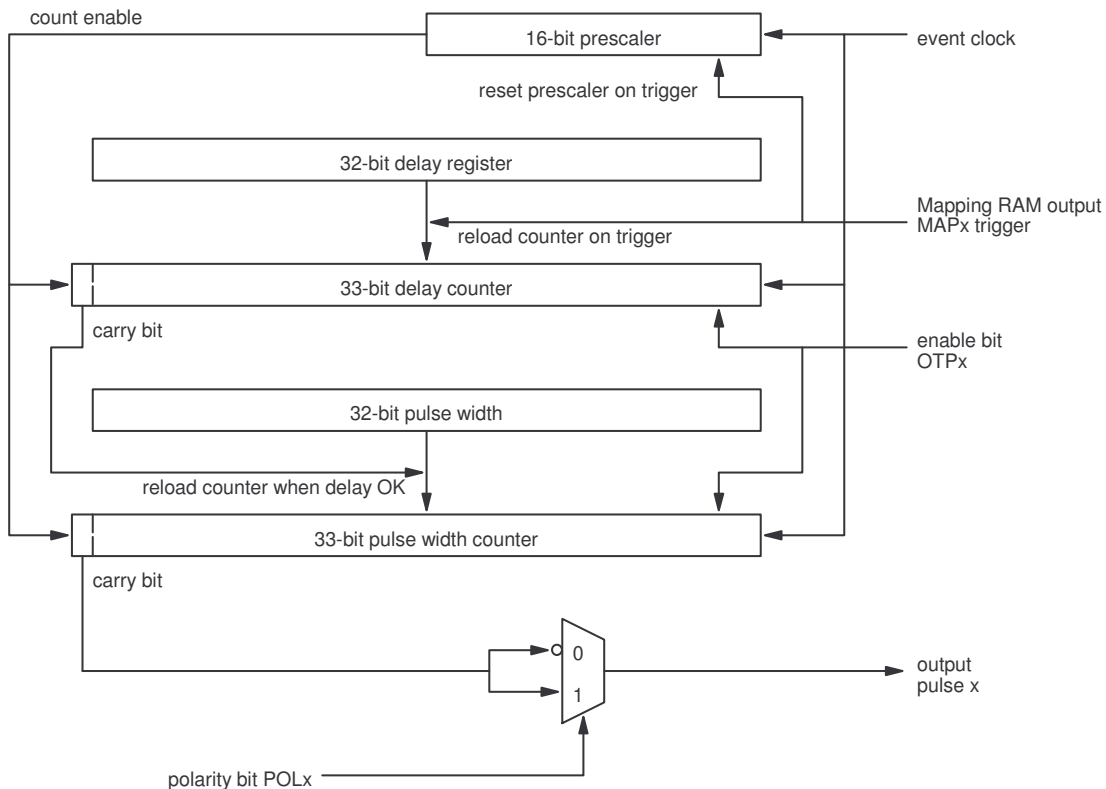 count enable
16-bit prescaler
event clock
reset prescaler on trigger
32-bit delay register
Mapping RAM output
MAPx trigger
reload counter on trigger
33-bit delay counter
carry bit
enable bit
OTPx
32-bit pulse width
reload counter when delay OK
33-bit pulse width counter
carry bit
0
1
output
pulse x
polarity bit POLx